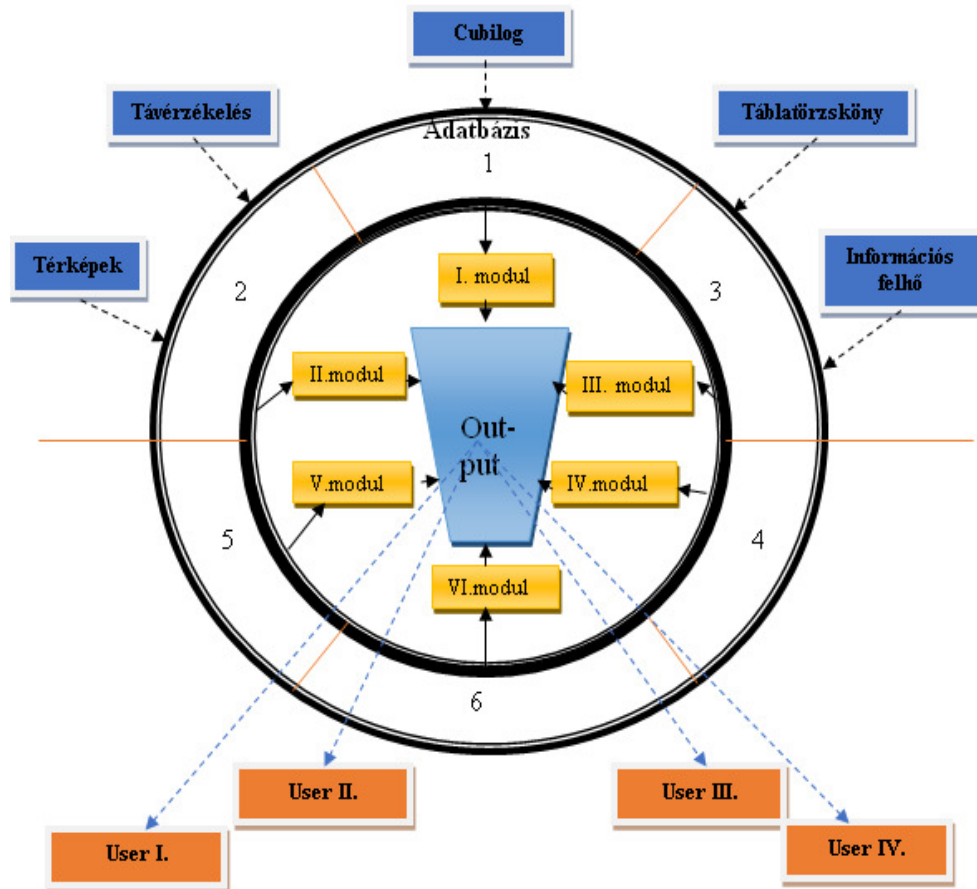 Cubilog
Távérzékelés
Táblatörzsköny
Adatbázis
1
Térképek
Információs
felhő
2
3
I. modul
II.modul
III. modul
Out-
put
V.modul
IV.modul
5
4
VI.modul
6
User II.
User III.
User I.
User IV.